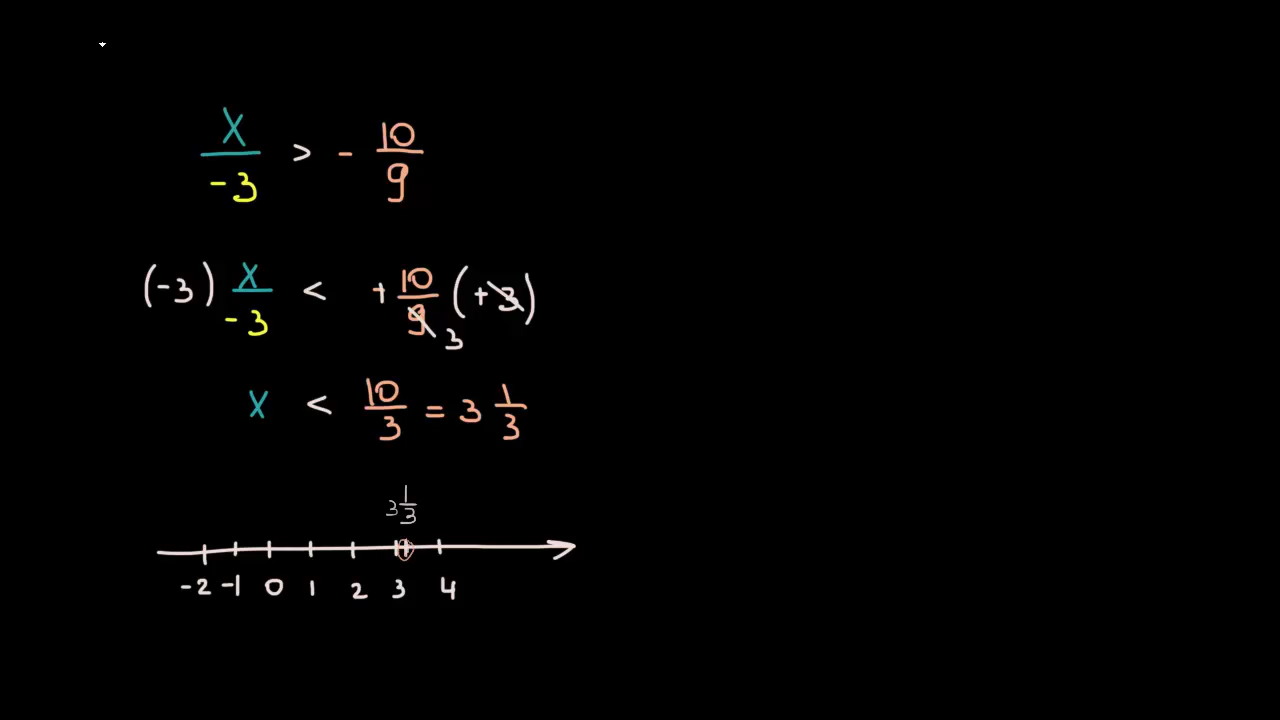 x/-3 > - 10/9
(-3) x/-3 < + 10/9 3 (+3)
x < 10/3 = 3 1/3
3 1/3
-2 -1 0 1 2 3 4